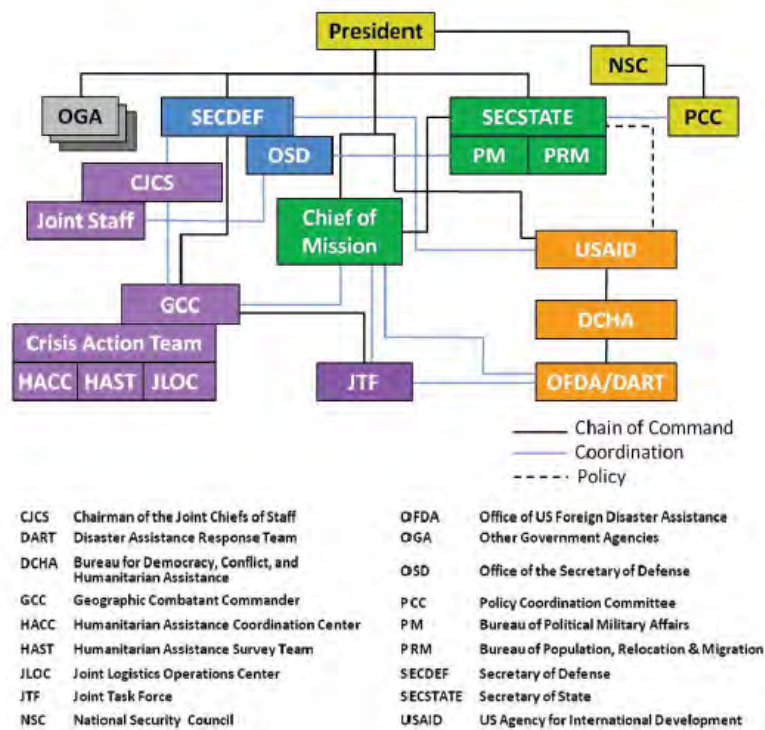 President
NSC
OGA
SECDEF
SECSTATE
PCC
OSD
PM
PRM
CJCS
Joint Staff
Chief of
Mission
USAID
GCC
DCHA
Crisis Action Team
HACC
HAST
JLOC
JTF
OFDA/DART
Chain of Command
Coordination
Policy
CJCS Chairman of the Joint Chiefs of Staff
DART Disaster Assistance Response Team
DCHA Bureau for Democracy, Conflict, and
Humanitarian Assistance
GCC Geographic Combatant Commander
HACC Humanitarian Assistance Coordination Center
HAST Humanitarian Assistance Survey Team
JLOC Joint Logistics Operations Center
JTF Joint Task Force
NSC National Security Council
OFDA Office of US Foreign Disaster Assistance
OGA Other Government Agencies
OSD Office of the Secretary of Defense
PCC Policy Coordination Committee
PM Bureau of Political Military Affairs
PRM Bureau of Population, Relocation & Migration
SECDEF Secretary of Defense
SECSTATE Secretary of State
USAID US Agency for International Development